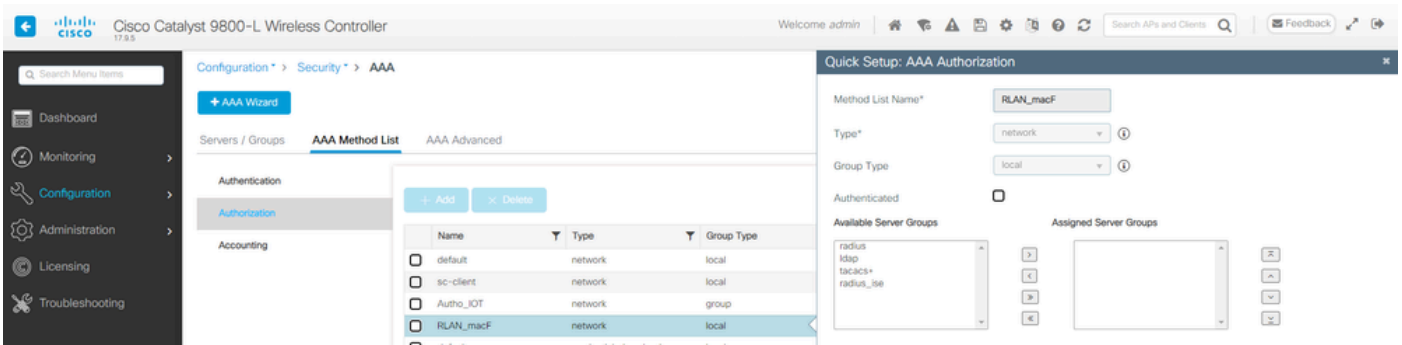 CISCO
Cisco Catalyst 9800-L Wireless Controller
17.9.5
Welcome admin
Search APs and Clients
Feedback
Search Menu Items
Dashboard
Monitoring
Configuration
Administration
Licensing
Troubleshooting
Configuration > Security > AAA
+ AAA Wizard
Servers / Groups AAA Method List AAA Advanced
Authentication
Authorization
Accounting
+ Add × Delete
Name Type Group Type
default network local
sc-client network local
Autho_IOT network group
RLAN_macF network local
Quick Setup: AAA Authorization
Method List Name* RLAN_macF
Type* network
Group Type local
Authenticated
Available Server Groups Assigned Server Groups
radius
ldap
tacacs+
radius_ise